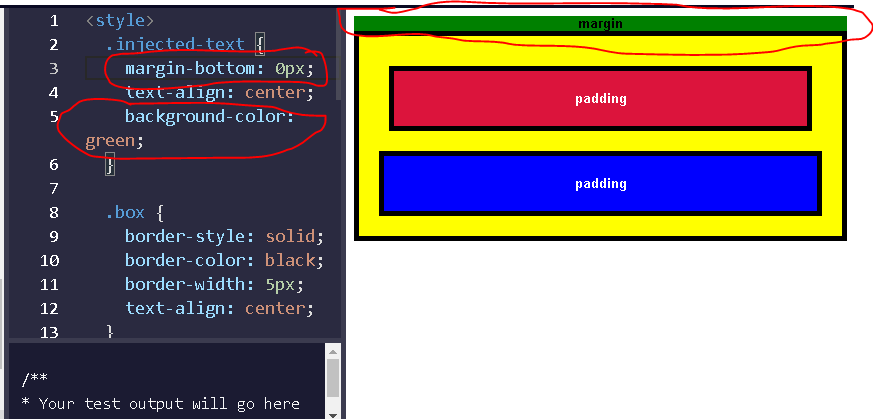 1 <style>
2 .injected-text {
3 margin-bottom: 0px;
4 text-align: center;
5 background-color:
green;
6 }
7
8 .box {
9 border-style: solid;
10 border-color: black;
11 border-width: 5px;
12 text-align: center;
13 }
/**
* Your test output will go here
margin
padding
padding